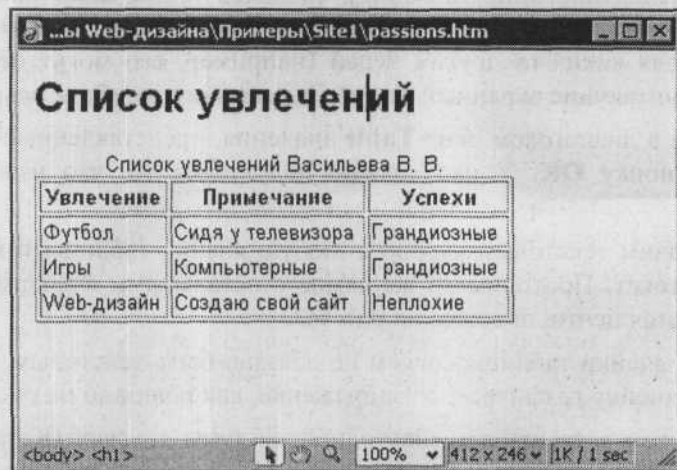 ...ы Web-дизайна\Примеры\Site1\passions.htm
Список увлечений
Список увлечений Васильева В. В.
Увлечение Примечание Успехи
Футбол Сидя у телевизора Грандиозные
Игры Компьютерные Грандиозные
Web-дизайн Создаю свой сайт Неплохие
<body> <h1> 100% 412 x 246 1K / 1 sec